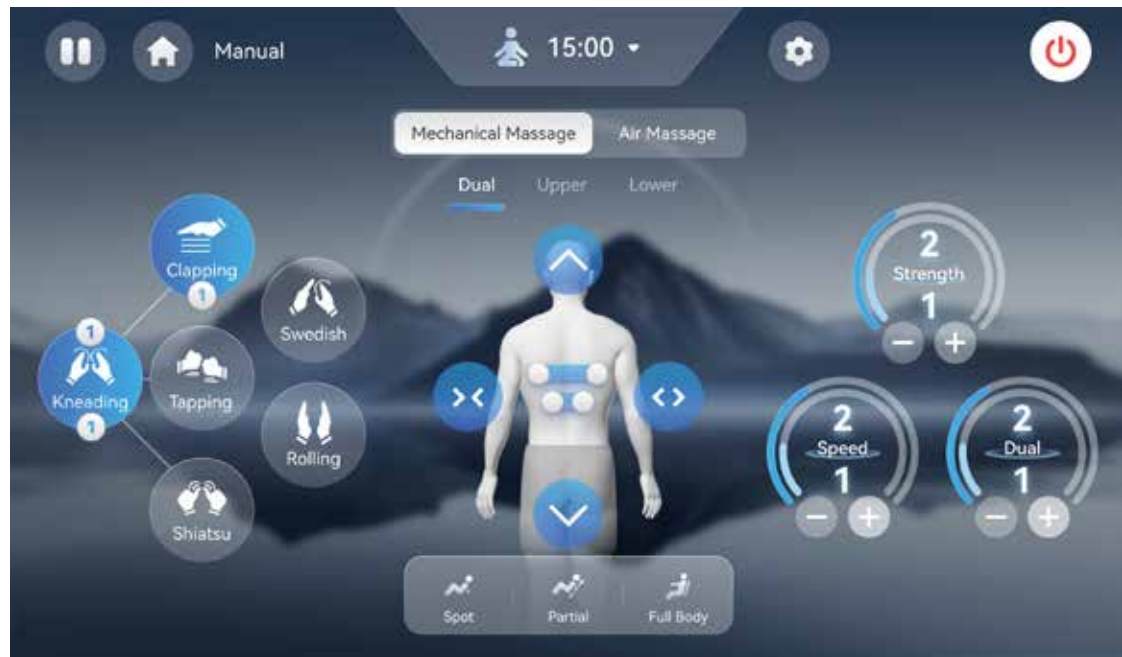 Manual
15:00
Mechanical Massage
Air Massage
Dual
Upper
Lower
Clapping
1
Swedish
1
Kneading
1
Tapping
Rolling
Shiatsu
2
Strength
1
2
Speed
1
2
Dual
1
Spot
Partial
Full Body